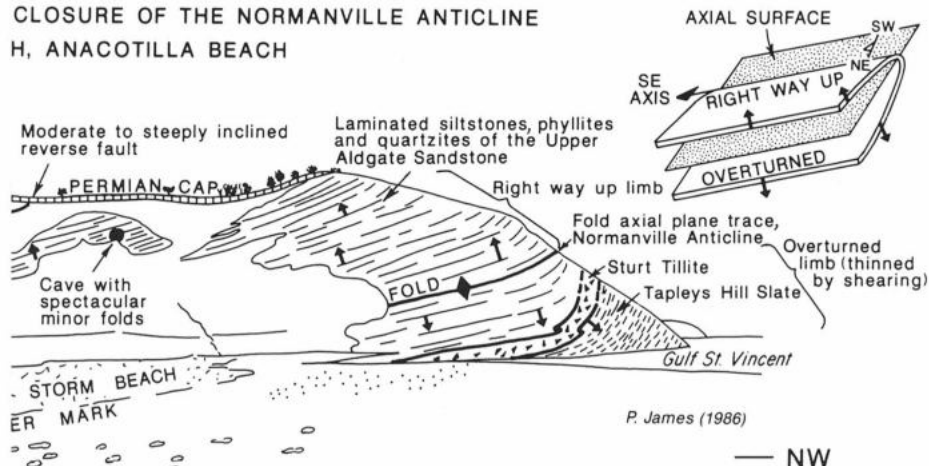 CLOSURE OF THE NORMANVILLE ANTICLINE
H, ANACOTILLA BEACH
AXIAL SURFACE
SW
NE
SE
AXIS
RIGHT WAY UP
OVERTURNED
Moderate to steeply inclined
reverse fault
PERMIAN CAP
Laminated siltstones, phyllites
and quartzites of the Upper
Aldgate Sandstone
Right way up limb
Fold axial plane trace,
Normanville Anticline
Overturned
limb (thinned
by shearing)
Sturt Tillite
Tapleys Hill Slate
Cave with
spectacular
minor folds
FOLD
Gulf St. Vincent
STORM BEACH
ER MARK
P. James (1986)
NW